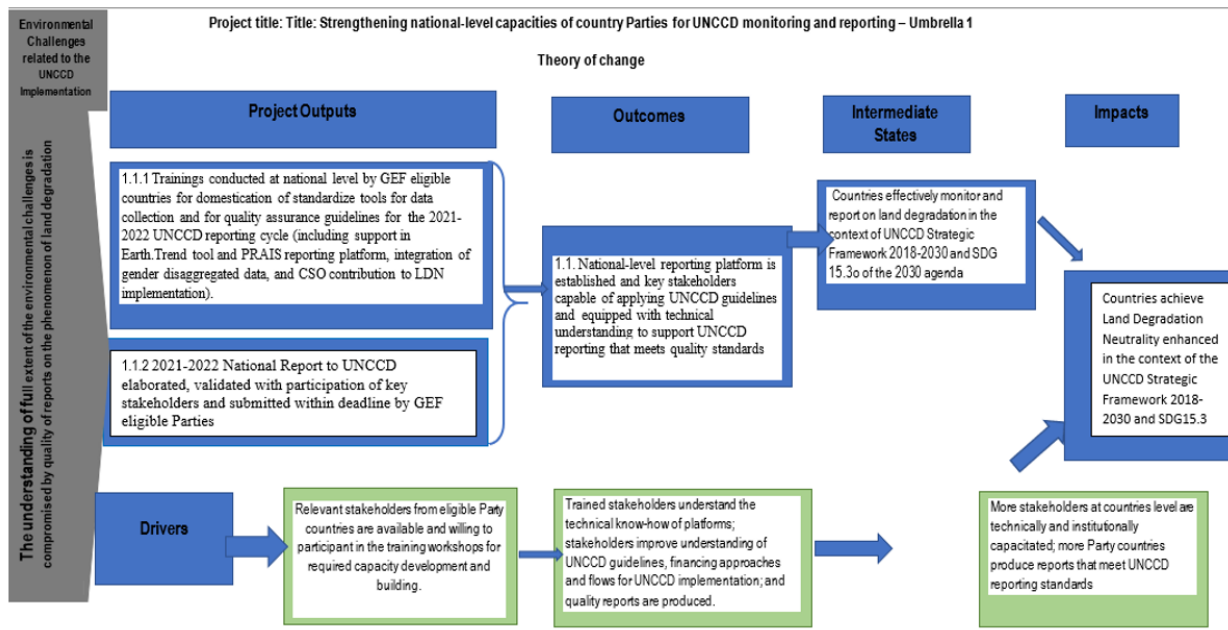 Environmental
Challenges
related to the
UNCCD
Implementation
Project title: Title: Strengthening national-level capacities of country Parties for UNCCD monitoring and reporting – Umbrella 1
Theory of change
The understanding of full extent of the environmental challenges is
compromised by quality of reports on the phenomenon of land degradation
Project Outputs
Outcomes
Intermediate
States
Impacts
1.1.1 Trainings conducted at national level by GEF eligible
countries for domestication of standardize tools for data
collection and for quality assurance guidelines for the 2021-
2022 UNCCD reporting cycle (including support in
Earth.Trend tool and PRAIS reporting platform, integration of
gender disaggregated data, and CSO contribution to LDN
implementation).
1.1.2 2021-2022 National Report to UNCCD
elaborated, validated with participation of key
stakeholders and submitted within deadline by GEF
eligible Parties
1.1. National-level reporting platform is
established and key stakeholders
capable of applying UNCCD guidelines
and equipped with technical
understanding to support UNCCD
reporting that meets quality standards
Countries effectively monitor and
report on land degradation in the
context of UNCCD Strategic
Framework 2018-2030 and SDG
15.3o of the 2030 agenda
Countries achieve
Land Degradation
Neutrality enhanced
in the context of the
UNCCD Strategic
Framework 2018-
2030 and SDG15.3
Drivers
Relevant stakeholders from eligible Party
countries are available and willing to
participant in the training workshops for
required capacity development and
building.
Trained stakeholders understand the
technical know-how of platforms;
stakeholders improve understanding of
UNCCD guidelines, financing approaches
and flows for UNCCD implementation; and
quality reports are produced.
More stakeholders at countries level are
technically and institutionally
capacitated; more Party countries
produce reports that meet UNCCD
reporting standards